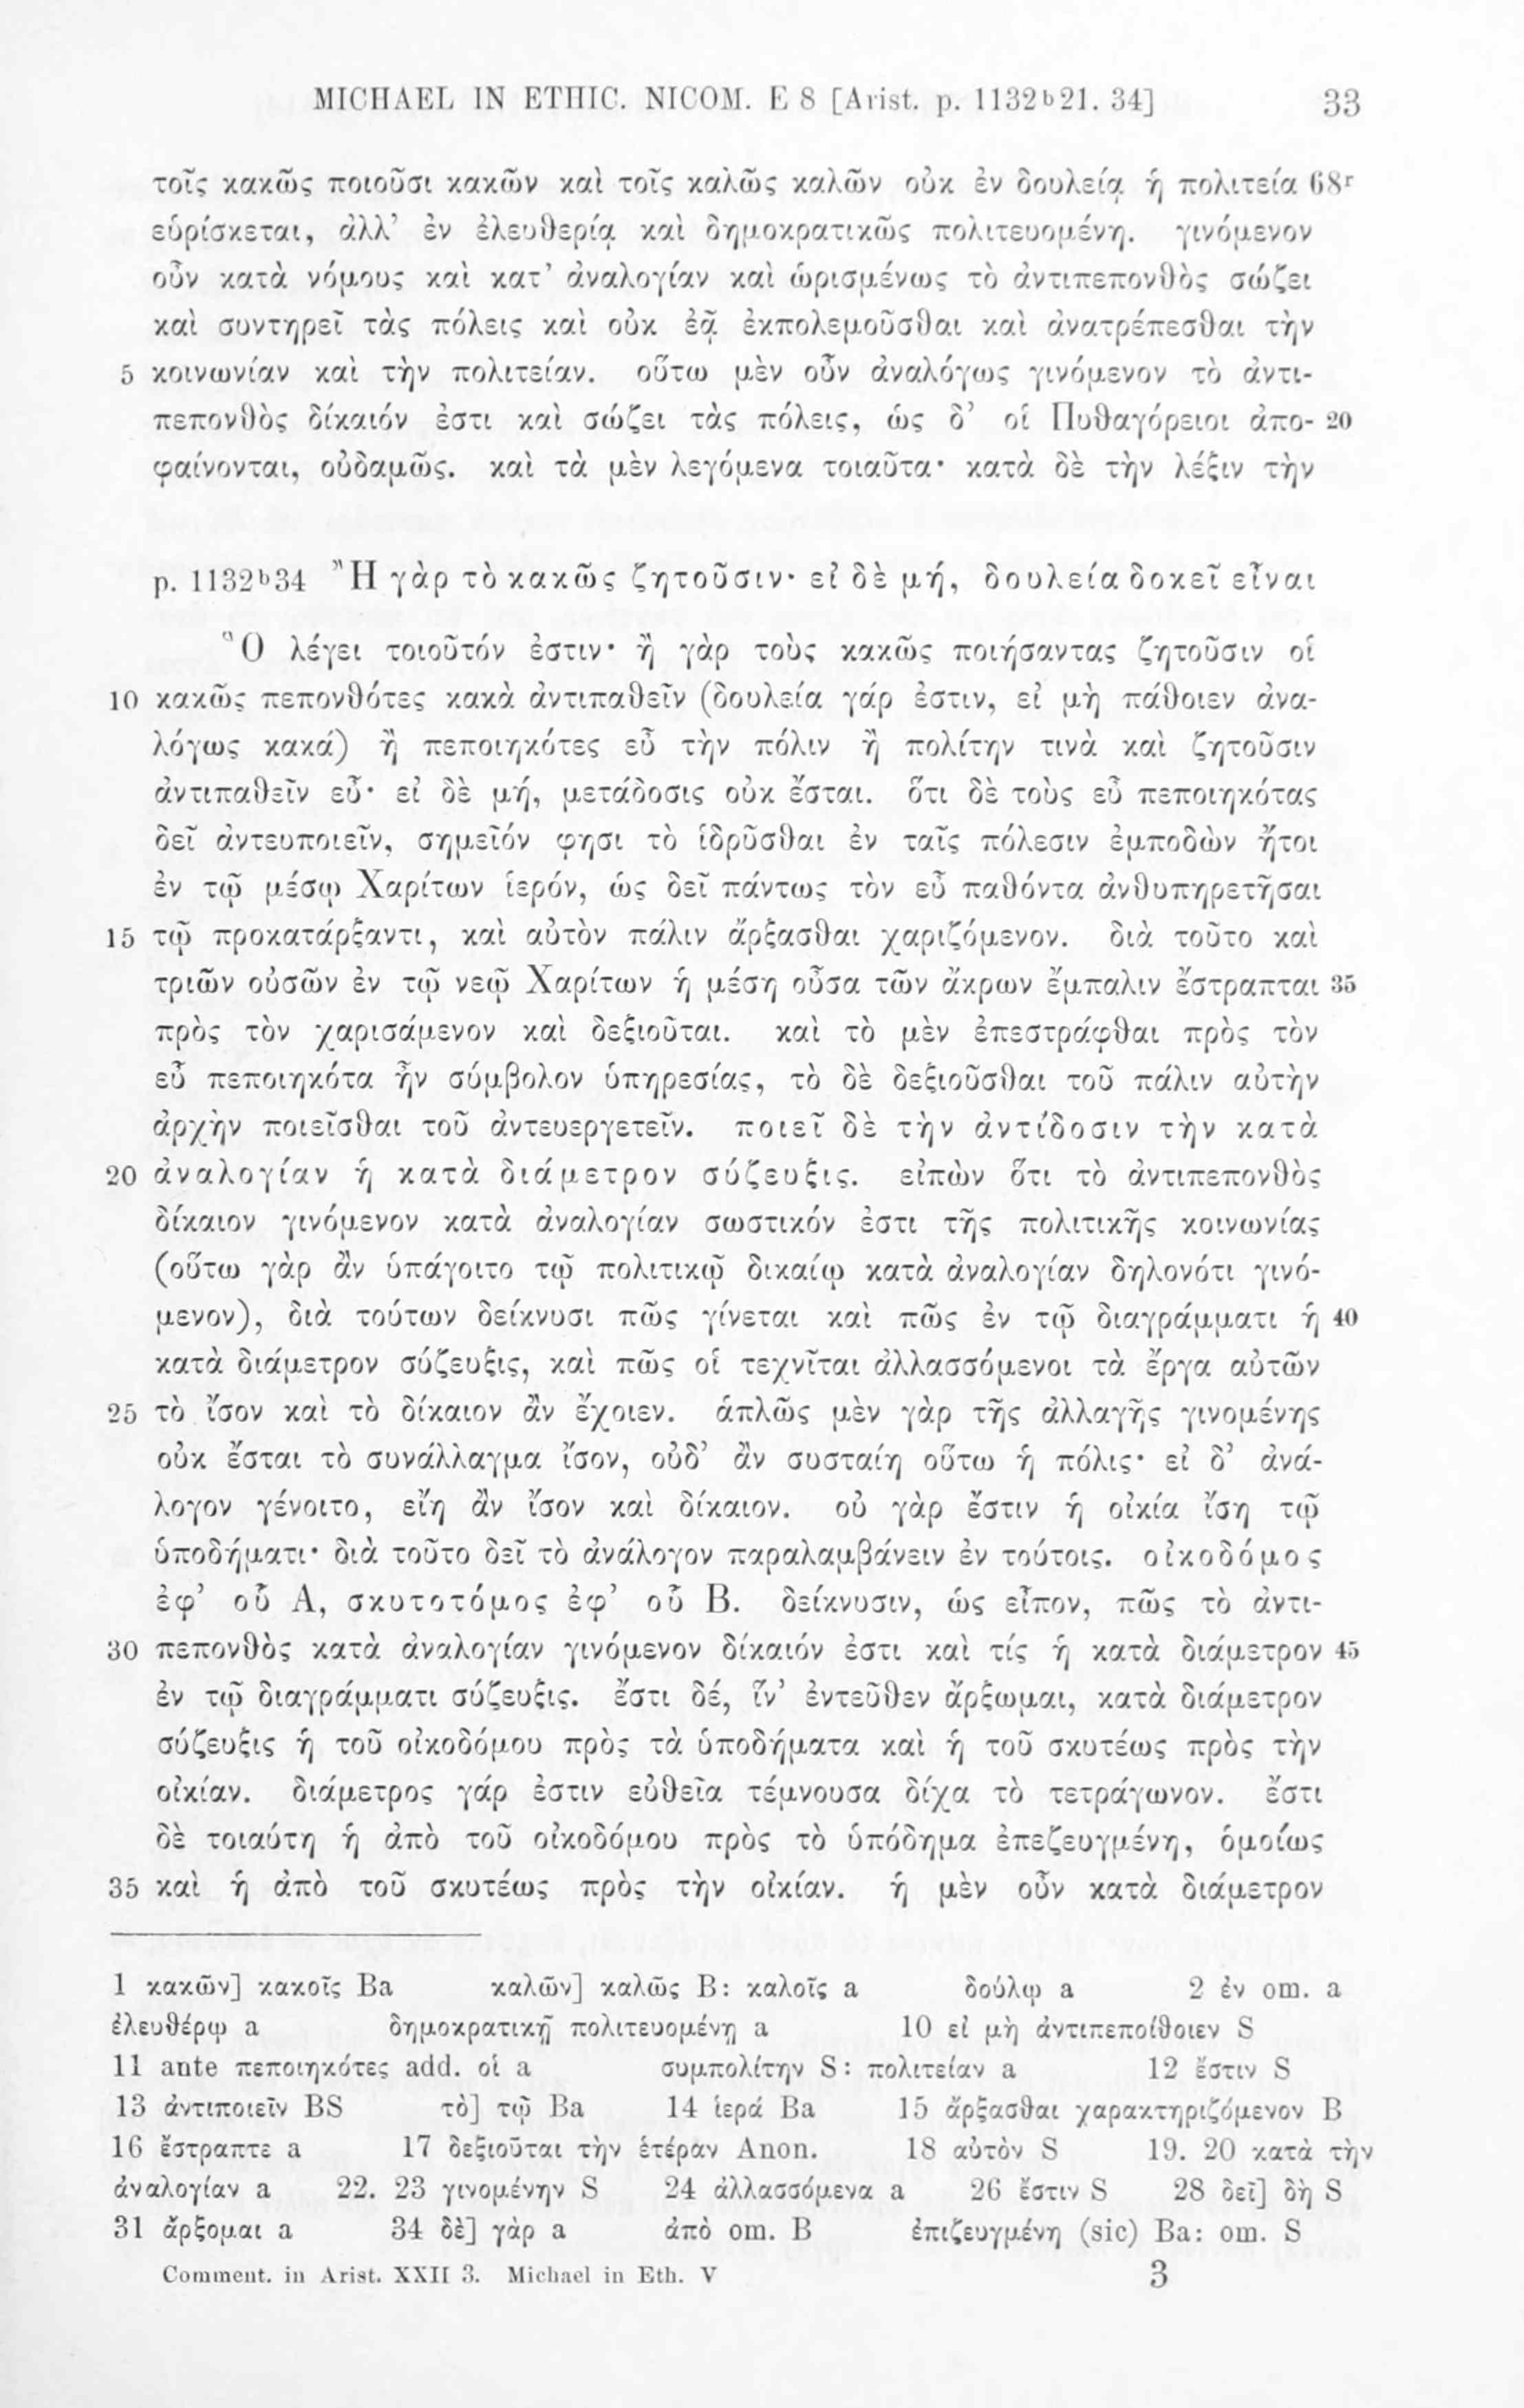 MICHAEL IN ETHIC. NICOM. E 8 [Arist. p. 1132ᵇ21. 34] 33
τοῖς κακῶς ποιοῦσι κακῶν καὶ τοῖς καλῶς καλῶν οὐκ ἐν δουλείᾳ ἡ πολιτεία 68ʳ
εὑρίσκεται, ἀλλ’ ἐν ἐλευθερίᾳ καὶ δημοκρατικῶς πολιτευομένη. γινόμενον
οὖν κατὰ νόμους καὶ κατ’ ἀναλογίαν καὶ ὡρισμένως τὸ ἀντιπεπονθὸς σώζει
καὶ συντηρεῖ τὰς πόλεις καὶ οὐκ ἐᾷ ἐκπολεμοῦσθαι καὶ ἀνατρέπεσθαι τὴν
5 κοινωνίαν καὶ τὴν πολιτείαν. οὕτω μὲν οὖν ἀναλόγως γινόμενον τὸ ἀντι-
πεπονθὸς δίκαιόν ἐστι καὶ σώζει τὰς πόλεις, ὡς δ’ οἱ Πυθαγόρειοι ἀπο- 20
φαίνονται, οὐδαμῶς. καὶ τὰ μὲν λεγόμενα τοιαῦτα· κατὰ δὲ τὴν λέξιν τὴν
p. 1132ᵇ34 Ἢ γὰρ τὸ κακῶς ζητοῦσιν· εἰ δὲ μή, δουλεία δοκεῖ εἶναι
Ὃ λέγει τοιοῦτόν ἐστιν· ἢ γὰρ τοὺς κακῶς ποιήσαντας ζητοῦσιν οἱ
10 κακῶς πεπονθότες κακὰ ἀντιπαθεῖν (δουλεία γάρ ἐστιν, εἰ μὴ πάθοιεν ἀνα-
λόγως κακά) ἢ πεποιηκότες εὖ τὴν πόλιν ἢ πολίτην τινὰ καὶ ζητοῦσιν
ἀντιπαθεῖν εὖ· εἰ δὲ μή, μετάδοσις οὐκ ἔσται. ὅτι δὲ τοὺς εὖ πεποιηκότας
δεῖ ἀντευποιεῖν, σημεῖόν φησι τὸ ἱδρῦσθαι ἐν ταῖς πόλεσιν ἐμποδὼν ἤτοι
ἐν τῷ μέσῳ Χαρίτων ἱερόν, ὡς δεῖ πάντως τὸν εὖ παθόντα ἀνθυπηρετῆσαι
15 τῷ προκατάρξαντι, καὶ αὐτὸν πάλιν ἄρξασθαι χαριζόμενον. διὰ τοῦτο καὶ
τριῶν οὐσῶν ἐν τῷ νεῷ Χαρίτων ἡ μέση οὖσα τῶν ἄκρων ἔμπαλιν ἔστραπται 35
πρὸς τὸν χαρισάμενον καὶ δεξιοῦται. καὶ τὸ μὲν ἐπεστράφθαι πρὸς τὸν
εὖ πεποιηκότα ἦν σύμβολον ὑπηρεσίας, τὸ δὲ δεξιοῦσθαι τοῦ πάλιν αὐτὴν
ἀρχὴν ποιεῖσθαι τοῦ ἀντευεργετεῖν. ποιεῖ δὲ τὴν ἀντίδοσιν τὴν κατὰ
20 ἀναλογίαν ἡ κατὰ διάμετρον σύζευξις. εἰπὼν ὅτι τὸ ἀντιπεπονθὸς
δίκαιον γινόμενον κατὰ ἀναλογίαν σωστικόν ἐστι τῆς πολιτικῆς κοινωνίας
(οὕτω γὰρ ἂν ὑπάγοιτο τῷ πολιτικῷ δικαίῳ κατὰ ἀναλογίαν δηλονότι γινό-
μενον), διὰ τούτων δείκνυσι πῶς γίνεται καὶ πῶς ἐν τῷ διαγράμματι ἡ 40
κατὰ διάμετρον σύζευξις, καὶ πῶς οἱ τεχνῖται ἀλλασσόμενοι τὰ ἔργα αὐτῶν
25 τὸ ἴσον καὶ τὸ δίκαιον ἂν ἔχοιεν. ἁπλῶς μὲν γὰρ τῆς ἀλλαγῆς γινομένης
οὐκ ἔσται τὸ συνάλλαγμα ἴσον, οὐδ’ ἂν συσταίη οὕτω ἡ πόλις· εἰ δ’ ἀνά-
λογον γένοιτο, εἴη ἂν ἴσον καὶ δίκαιον. οὐ γὰρ ἔστιν ἡ οἰκία ἴση τῷ
ὑποδήματι· διὰ τοῦτο δεῖ τὸ ἀνάλογον παραλαμβάνειν ἐν τούτοις. οἰκοδόμος
ἐφ’ οὗ Α, σκυτοτόμος ἐφ’ οὗ Β. δείκνυσιν, ὡς εἶπον, πῶς τὸ ἀντι-
30 πεπονθὸς κατὰ ἀναλογίαν γινόμενον δίκαιόν ἐστι καὶ τίς ἡ κατὰ διάμετρον 45
ἐν τῷ διαγράμματι σύζευξις. ἔστι δέ, ἵν’ ἐντεῦθεν ἄρξωμαι, κατὰ διάμετρον
σύζευξις ἡ τοῦ οἰκοδόμου πρὸς τὰ ὑποδήματα καὶ ἡ τοῦ σκυτέως πρὸς τὴν
οἰκίαν. διάμετρος γάρ ἐστιν εὐθεῖα τέμνουσα δίχα τὸ τετράγωνον. ἔστι
δὲ τοιαύτη ἡ ἀπὸ τοῦ οἰκοδόμου πρὸς τὸ ὑπόδημα ἐπεζευγμένη, ὁμοίως
35 καὶ ἡ ἀπὸ τοῦ σκυτέως πρὸς τὴν οἰκίαν. ἡ μὲν οὖν κατὰ διάμετρον
1 κακῶν] κακοῖς Ba καλῶν] καλῶς B: καλοῖς a δούλῳ a 2 ἐν om. a
ἐλευθέρῳ a δημοκρατικῇ πολιτευομένῃ a 10 εἰ μὴ ἀντιπεποίθοιεν S
11 ante πεποιηκότες add. οἱ a συμπολίτην S: πολιτείαν a 12 ἔστιν S
13 ἀντιποιεῖν BS τὸ] τῷ Ba 14 ἱερά Ba 15 ἄρξασθαι χαρακτηριζόμενον B
16 ἔστραπτε a 17 δεξιοῦται τὴν ἑτέραν Anon. 18 αὐτὸν S 19. 20 κατὰ τὴν
ἀναλογίαν a 22. 23 γινομένην S 24 ἀλλασσόμενα a 26 ἔστιν S 28 δεῖ] δὴ S
31 ἄρξομαι a 34 δὲ] γὰρ a ἀπὸ om. B ἐπιζευγμένη (sic) Ba: om. S
Comment. in Arist. XXII 3. Michael in Eth. V 3